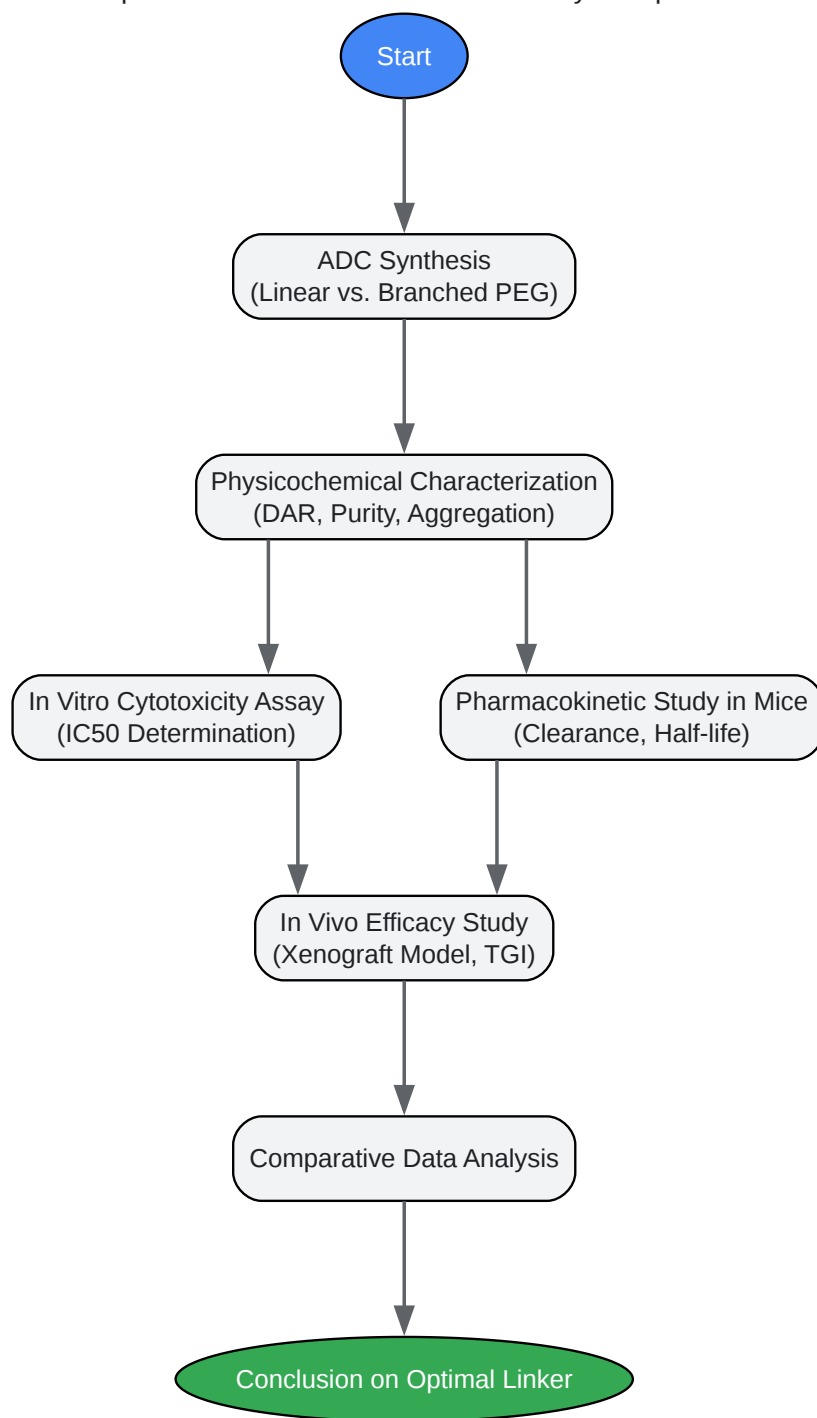 Start
ADC Synthesis
(Linear vs. Branched PEG)
Physicochemical Characterization
(DAR, Purity, Aggregation)
In Vitro Cytotoxicity Assay
(IC50 Determination)
Pharmacokinetic Study in Mice
(Clearance, Half-life)
In Vivo Efficacy Study
(Xenograft Model, TGI)
Comparative Data Analysis
Conclusion on Optimal Linker